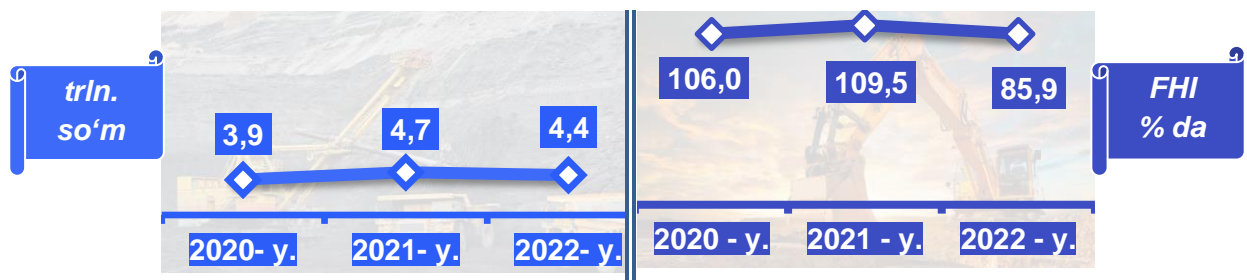 trln.
so‘m
3,9
4,7
4,4
2020- y.
2021- y.
2022- y.
106,0
109,5
85,9
2020 - y.
2021 - y.
2022 - y.
FHI
% da